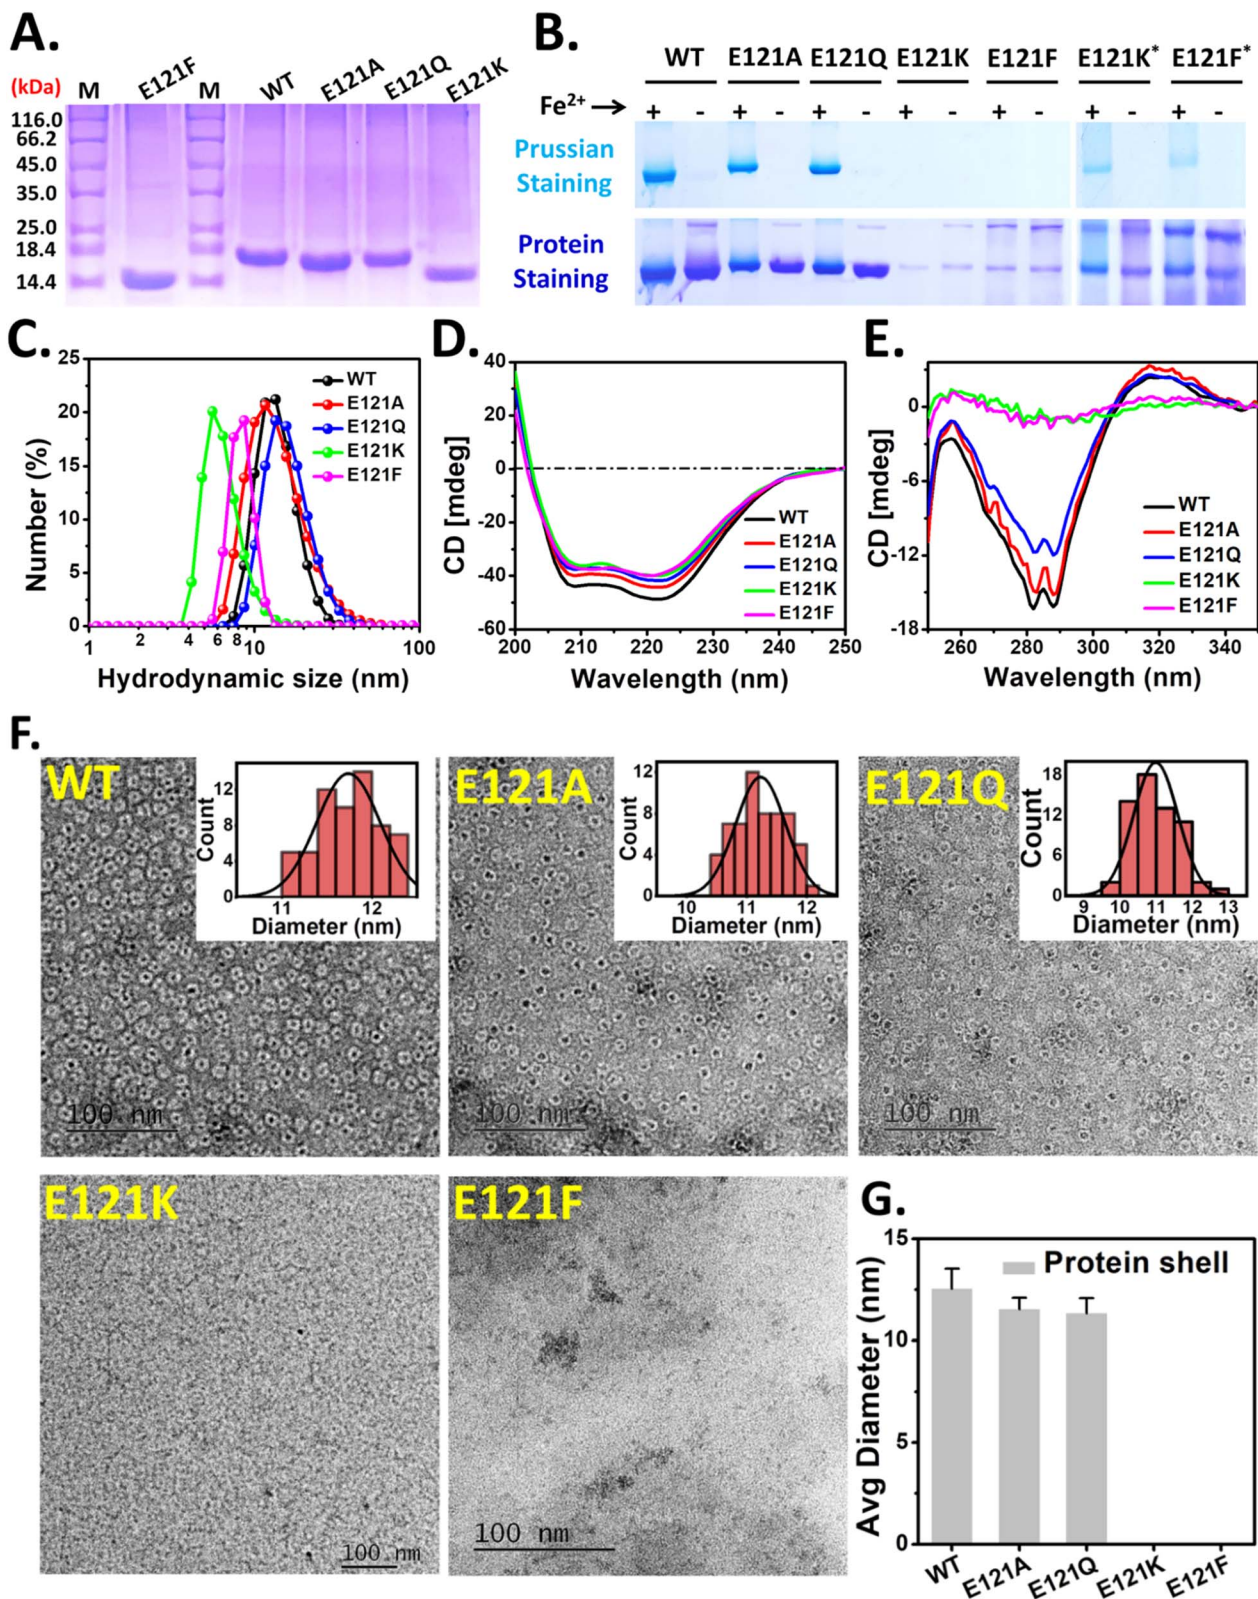 A.
(kDa) M E121F M WT E121A E121Q E121K
116.0
66.2
45.0
35.0
25.0
18.4
14.4
B.
WT E121A E121Q E121K E121F E121K* E121F*
Fe²⁺ → + - + - + - + - + - + - + -
Prussian
Staining
Protein
Staining
C.
25
20
15
10
5
0
Number (%)
WT
E121A
E121Q
E121K
E121F
1 2 4 6 8 10 100
Hydrodynamic size (nm)
D.
40
20
0
-20
-40
-60
CD [mdeg]
WT
E121A
E121Q
E121K
E121F
200 210 220 230 240 250
Wavelength (nm)
E.
0
-6
-12
-18
CD [mdeg]
WT
E121A
E121Q
E121K
E121F
260 280 300 320 340
Wavelength (nm)
F.
WT
12
8
4
0
Count
11 12
Diameter (nm)
100 nm
E121A
12
8
4
0
Count
10 11 12
Diameter (nm)
100 nm
E121Q
18
12
6
0
Count
9 10 11 12 13
Diameter (nm)
100 nm
E121K
100 nm
E121F
100 nm
G.
15
10
5
0
Avg Diameter (nm)
Protein shell
WT E121A E121Q E121K E121F